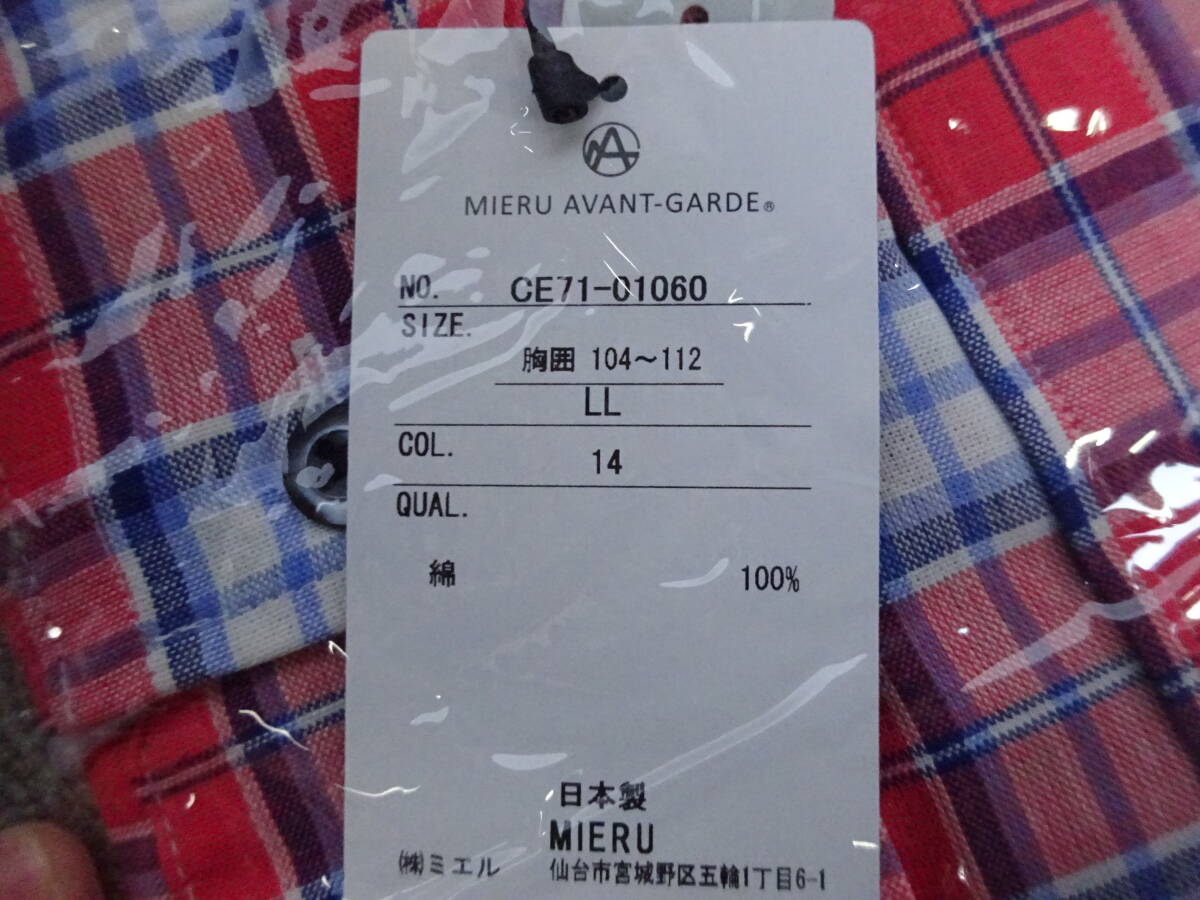 MIERU AVANT-GARDE®
NO. CE71-01060
SIZE.
胸囲 104～112
LL
COL. 14
QUAL.
綿 100%
日本製
MIERU
㈱ミエル 仙台市宮城野区五輪1丁目6-1